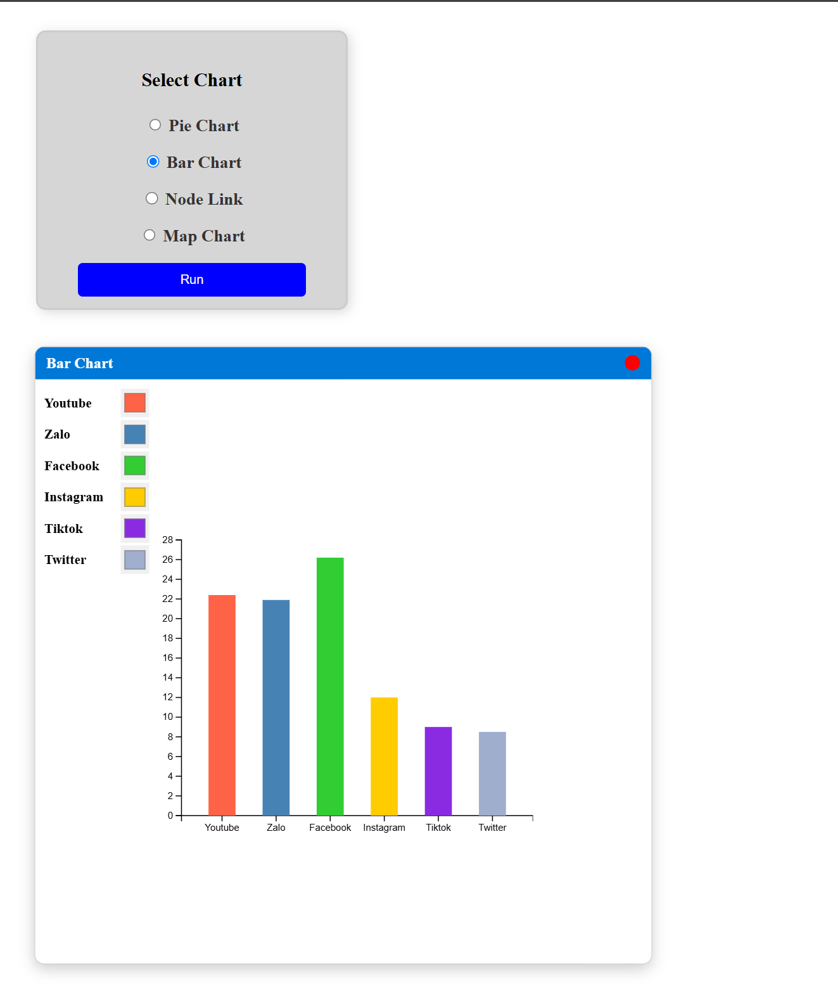 Select Chart
Pie Chart
Bar Chart
Node Link
Map Chart
Run
Bar Chart
Youtube
Zalo
Facebook
Instagram
Tiktok
Twitter
28
26
24
22
20
18
16
14
12
10
8
6
4
2
0
Youtube Zalo Facebook Instagram Tiktok Twitter